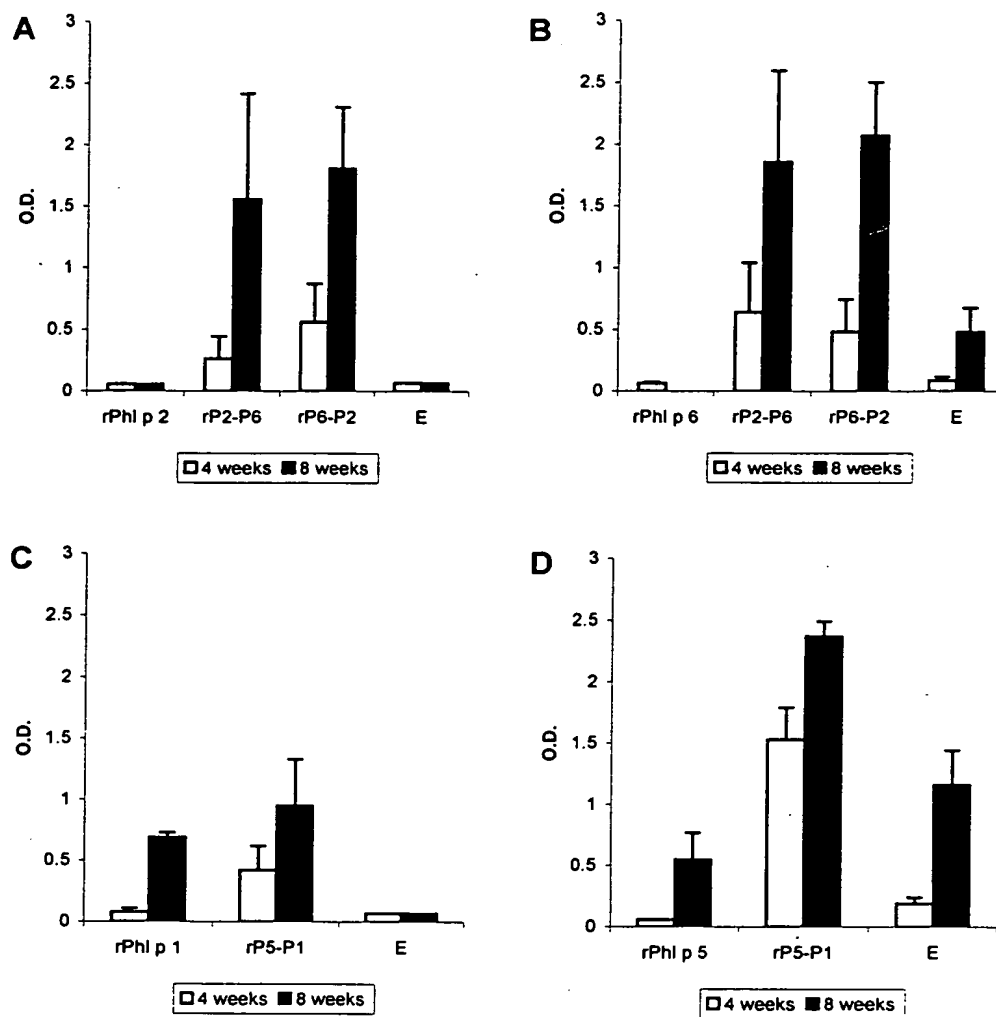 A
3
2.5
2
1.5
1
0.5
0
O.D.
rPhl p 2 rP2-P6 rP6-P2 E
4 weeks 8 weeks
B
3
2.5
2
1.5
1
0.5
0
O.D.
rPhl p 6 rP2-P6 rP6-P2 E
4 weeks 8 weeks
C
3
2.5
2
1.5
1
0.5
0
O.D.
rPhl p 1 rP5-P1 E
4 weeks 8 weeks
D
3
2.5
2
1.5
1
0.5
0
O.D.
rPhl p 5 rP5-P1 E
4 weeks 8 weeks